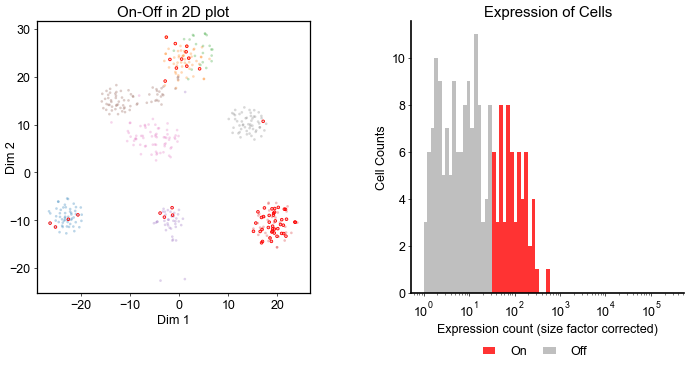 On-Off in 2D plot
30
20
10
0
−10
−20
Dim 2
−20
−10
0
10
20
Dim 1
Expression of Cells
10
8
6
4
2
0
Cell Counts
10⁰
10¹
10²
10³
10⁴
10⁵
Expression count (size factor corrected)
On
Off